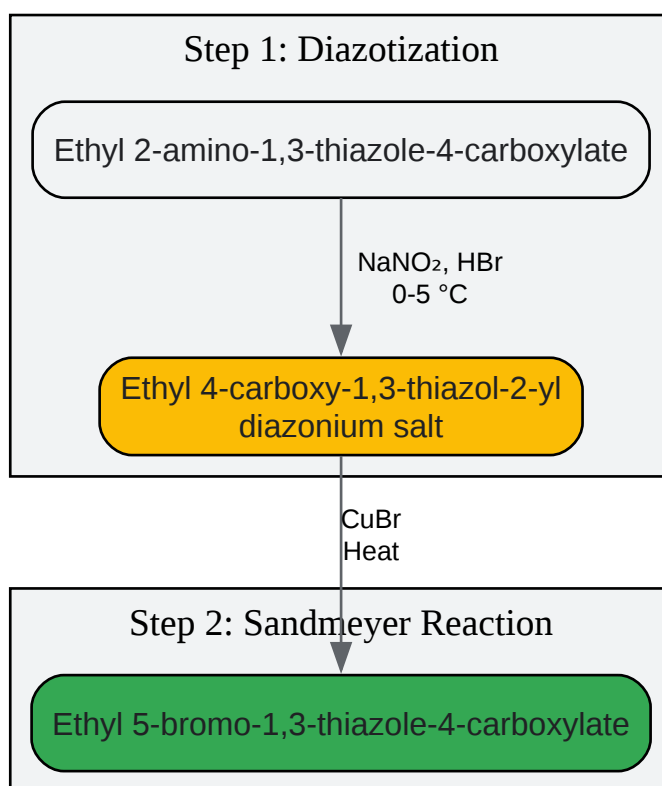 Step 1: Diazotization
Ethyl 2-amino-1,3-thiazole-4-carboxylate
NaNO₂, HBr
0-5 °C
Ethyl 4-carboxy-1,3-thiazol-2-yl
diazonium salt
CuBr
Heat
Step 2: Sandmeyer Reaction
Ethyl 5-bromo-1,3-thiazole-4-carboxylate